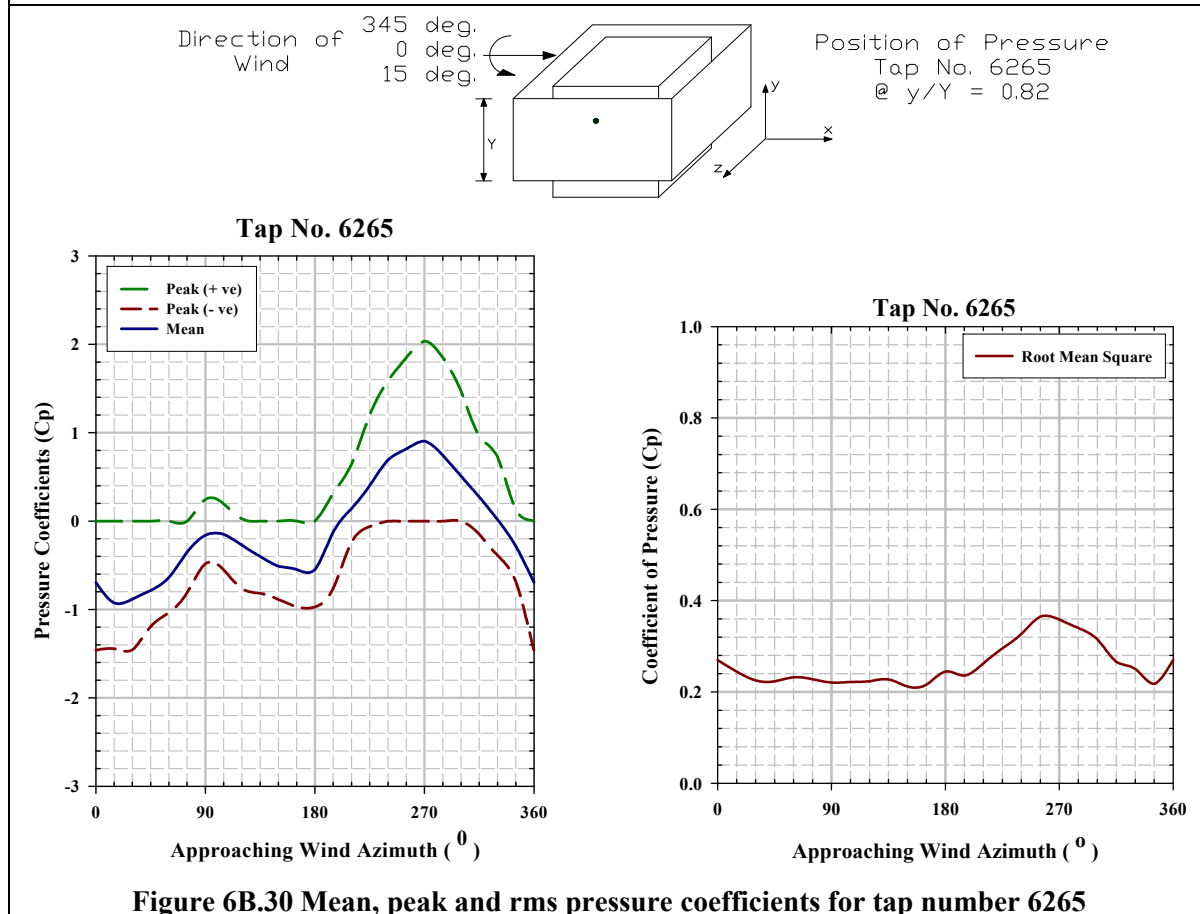 Direction of
Wind
345 deg.
0 deg.
15 deg.
Position of Pressure
Tap No. 6265
@ y/Y = 0.82
Y
y
x
z
Tap No. 6265
3
2
1
0
-1
-2
-3
Peak (+ ve)
Peak (- ve)
Mean
Pressure Coefficients (Cp)
0
90
180
270
360
Approaching Wind Azimuth ( 0 )
Tap No. 6265
1.0
0.8
0.6
0.4
0.2
0.0
Root Mean Square
Coefficient of Pressure (Cp)
0
90
180
270
360
Approaching Wind Azimuth ( o )
Figure 6B.30 Mean, peak and rms pressure coefficients for tap number 6265